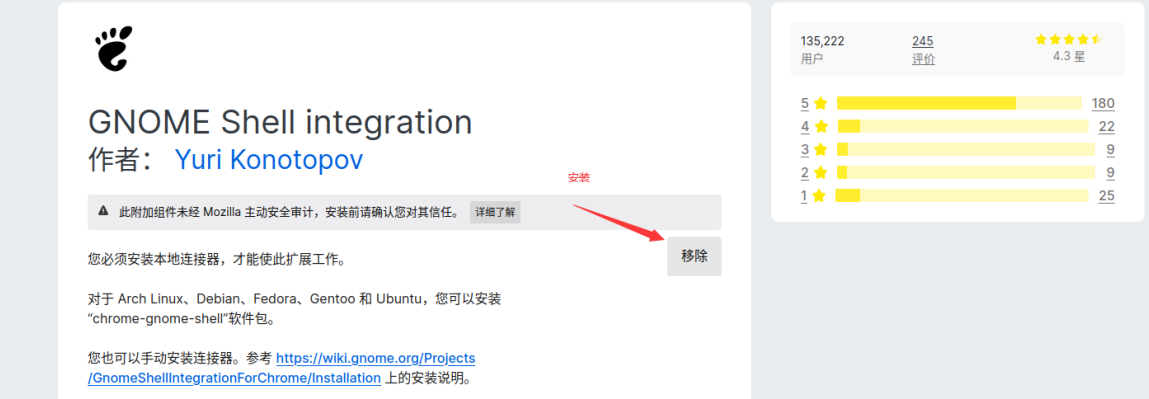 GNOME Shell integration
作者： Yuri Konotopov
安装
此附加组件未经 Mozilla 主动安全审计，安装前请确认您对其信任。 详细了解
移除
您必须安装本地连接器，才能使此扩展工作。
对于 Arch Linux、Debian、Fedora、Gentoo 和 Ubuntu，您可以安装
“chrome-gnome-shell”软件包。
您也可以手动安装连接器。参考 https://wiki.gnome.org/Projects
/GnomeShellIntegrationForChrome/Installation 上的安装说明。
135,222 245
用户 评价 4.3 星
5 180
4 22
3 9
2 9
1 25